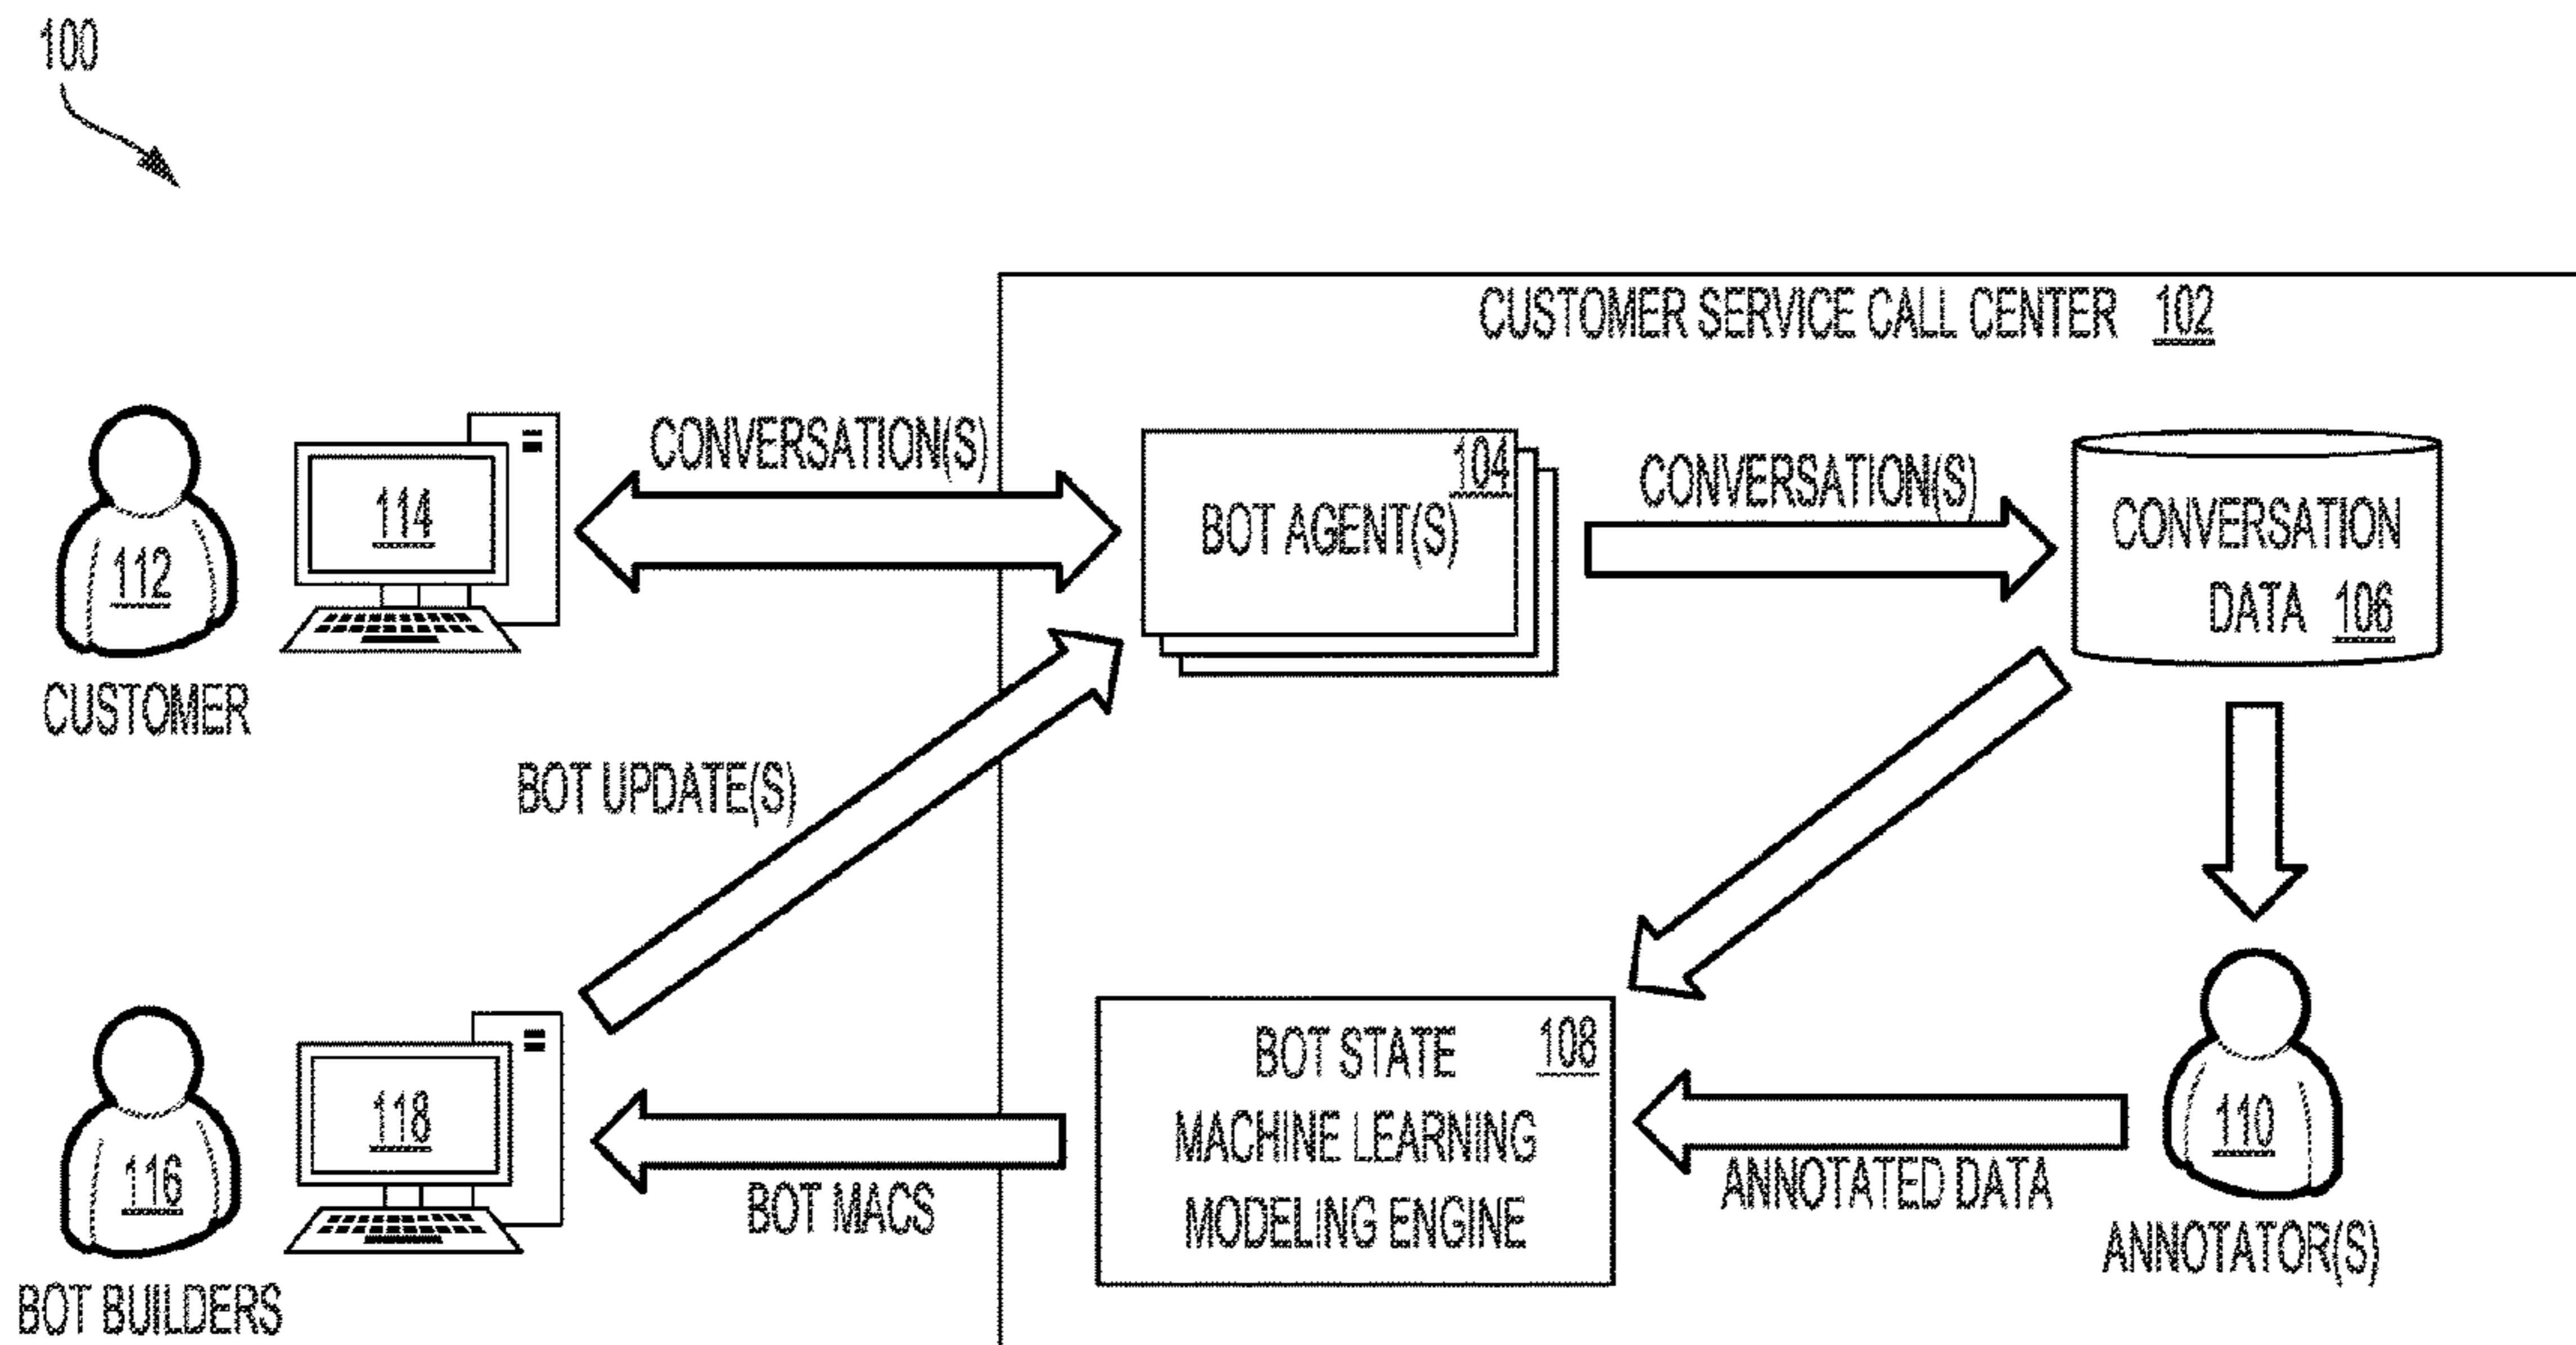 100
CUSTOMER SERVICE CALL CENTER 102
CONVERSATION(S)
104
BOT AGENT(S)
CONVERSATION(S)
CONVERSATION
DATA 106
114
112
CUSTOMER
BOT UPDATE(S)
BOT STATE 108
MACHINE LEARNING
MODELING ENGINE
118
116
BOT BUILDERS
BOT MACS
ANNOTATED DATA
110
ANNOTATOR(S)